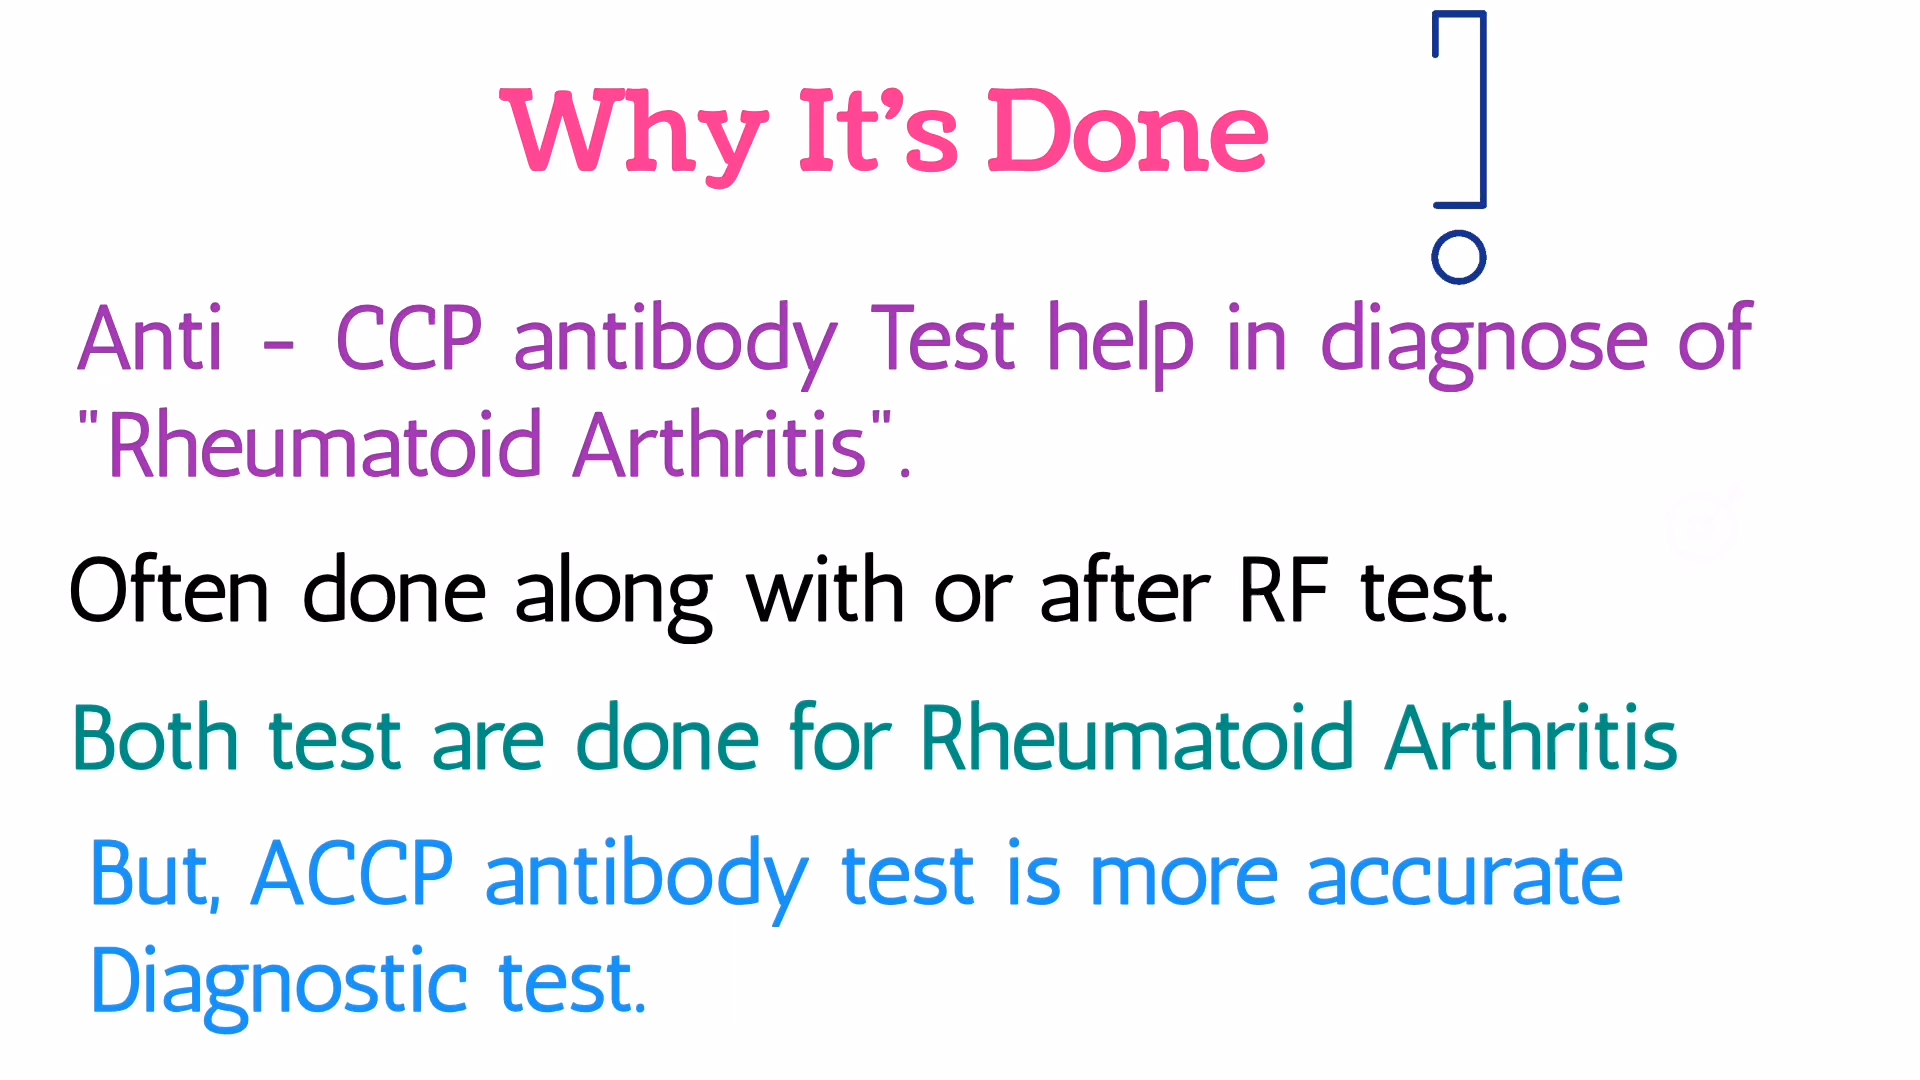 Why It’s Done
Anti - CCP antibody Test help in diagnose of
"Rheumatoid Arthritis".
Often done along with or after RF test.
Both test are done for Rheumatoid Arthritis
But, ACCP antibody test is more accurate
Diagnostic test.